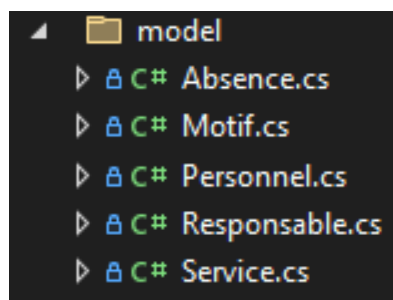 model
C# Absence.cs
C# Motif.cs
C# Personnel.cs
C# Responsable.cs
C# Service.cs